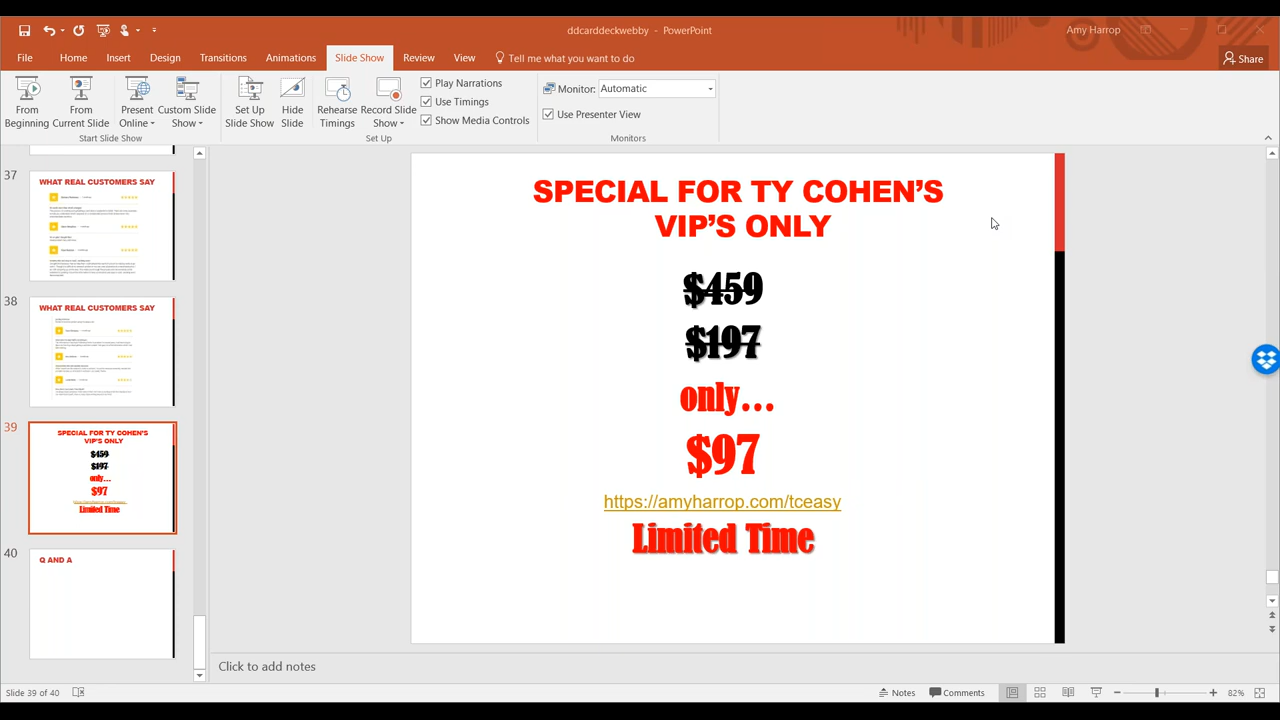 ddcarddeckwebby - PowerPoint
Amy Harrop
File
Home
Insert
Design
Transitions
Animations
Slide Show
Review
View
Tell me what you want to do
Share
From Beginning
From Current Slide
Present Online
Custom Slide Show
Set Up Slide Show
Hide Slide
Rehearse Timings
Record Slide Show
Play Narrations
Use Timings
Show Media Controls
Monitor:
Automatic
Use Presenter View
Start Slide Show
Set Up
Monitors
37
WHAT REAL CUSTOMERS SAY
38
WHAT REAL CUSTOMERS SAY
39
SPECIAL FOR TY COHEN'S
VIP'S ONLY
$459
$197
only...
$97
Limited Time
40
Q AND A
SPECIAL FOR TY COHEN'S
VIP'S ONLY
$459
$197
only...
$97
https://amyharrop.com/tceasy
Limited Time
Click to add notes
Slide 39 of 40
Notes
Comments
82%